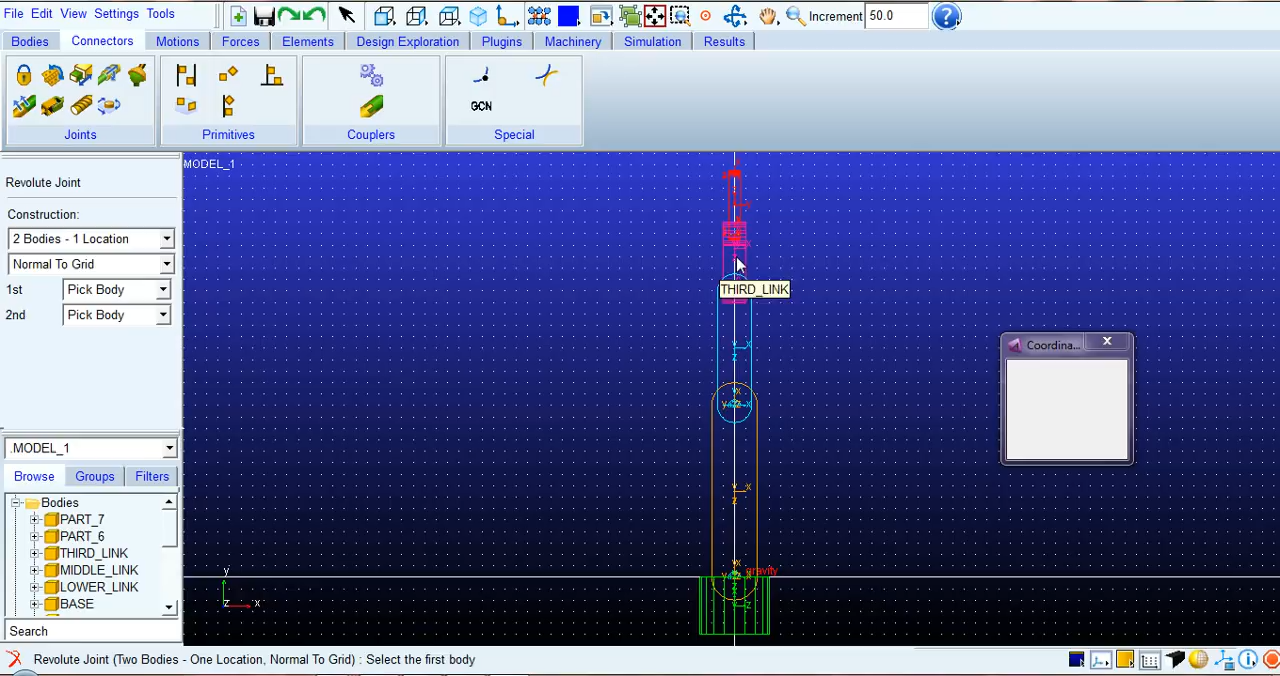 File Edit View Settings Tools
Increment 50.0
Bodies Connectors Motions Forces Elements Design Exploration Plugins Machinery Simulation Results
GCN
Joints Primitives Couplers Special
MODEL_1
Revolute Joint
Construction:
2 Bodies - 1 Location
Normal To Grid
1st Pick Body
2nd Pick Body
THIRD_LINK
Coordina... x
.MODEL_1
Browse Groups Filters
Bodies
PART_7
PART_6
THIRD_LINK
MIDDLE_LINK
LOWER_LINK
BASE
Search
gravity
y
z x
Revolute Joint (Two Bodies - One Location, Normal To Grid) : Select the first body